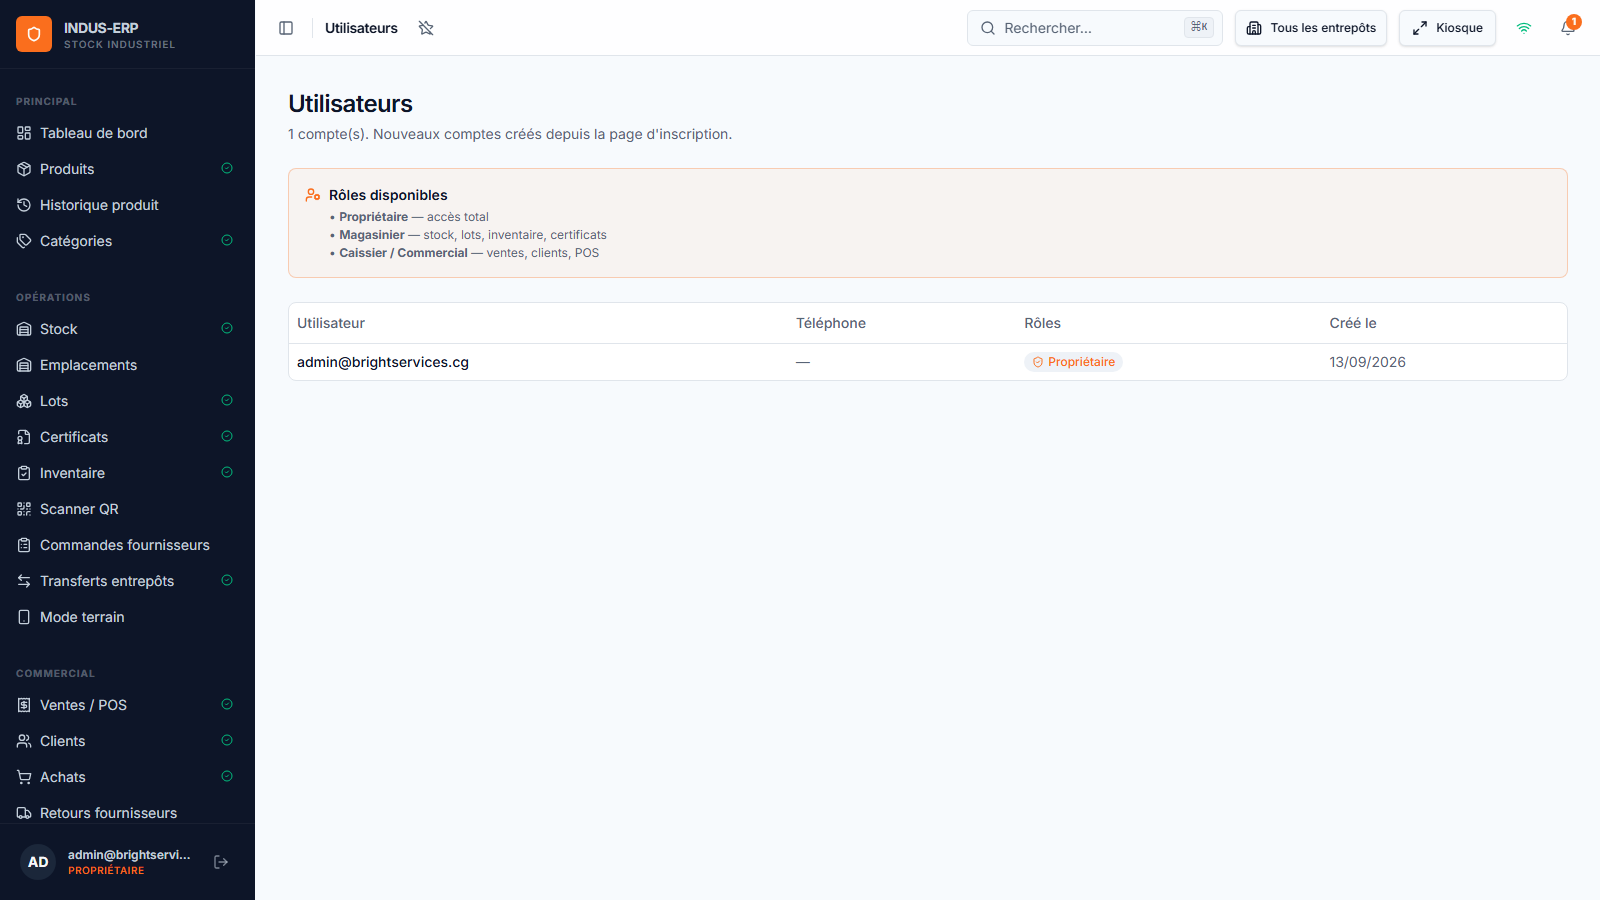 INDUS-ERP
STOCK INDUSTRIEL
PRINCIPAL
Tableau de bord
Produits
Historique produit
Catégories
OPÉRATIONS
Stock
Emplacements
Lots
Certificats
Inventaire
Scanner QR
Commandes fournisseurs
Transferts entrepôts
Mode terrain
COMMERCIAL
Ventes / POS
Clients
Achats
Retours fournisseurs
AD
admin@brightservi...
PROPRIÉTAIRE
Utilisateurs
Rechercher...
⌘K
Tous les entrepôts
Kiosque
1
Utilisateurs
1 compte(s). Nouveaux comptes créés depuis la page d'inscription.
Rôles disponibles
• Propriétaire — accès total
• Magasinier — stock, lots, inventaire, certificats
• Caissier / Commercial — ventes, clients, POS
Utilisateur Téléphone Rôles Créé le
admin@brightservices.cg — Propriétaire 13/09/2026